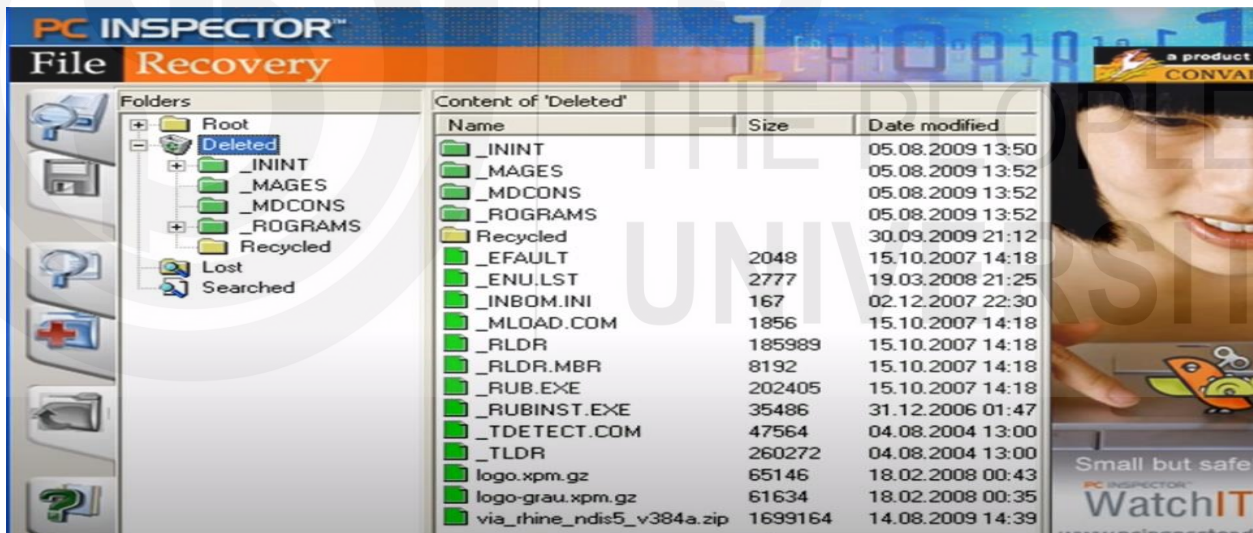 PC INSPECTOR™
File Recovery
a product
CONVA
Folders
Root
Deleted
_ININT
_MAGES
_MDCONS
_ROGRAMS
Recycled
Lost
Searched
Content of 'Deleted'
Name Size Date modified
_ININT 05.08.2009 13:50
_MAGES 05.08.2009 13:52
_MDCONS 05.08.2009 13:52
_ROGRAMS 05.08.2009 13:52
Recycled 30.09.2009 21:12
_EFAULT 2048 15.10.2007 14:18
_ENU.LST 2777 19.03.2008 21:25
_INBOM.INI 167 02.12.2007 22:30
_MLOAD.COM 1856 15.10.2007 14:18
_RLDR 185989 15.10.2007 14:18
_RLDR.MBR 8192 15.10.2007 14:18
_RUB.EXE 202405 15.10.2007 14:18
_RUBINST.EXE 35486 31.12.2006 01:47
_TDETECT.COM 47564 04.08.2004 13:00
_TLDR 260272 04.08.2004 13:00
logo.xpm.gz 65146 18.02.2008 00:43
logo-grau.xpm.gz 61634 18.02.2008 00:35
via_rhine_ndis5_v384a.zip 1699164 14.08.2009 14:39
Small but safe
PC INSPECTOR™
WatchIT
THE PEOPLE
UNIVERSIT